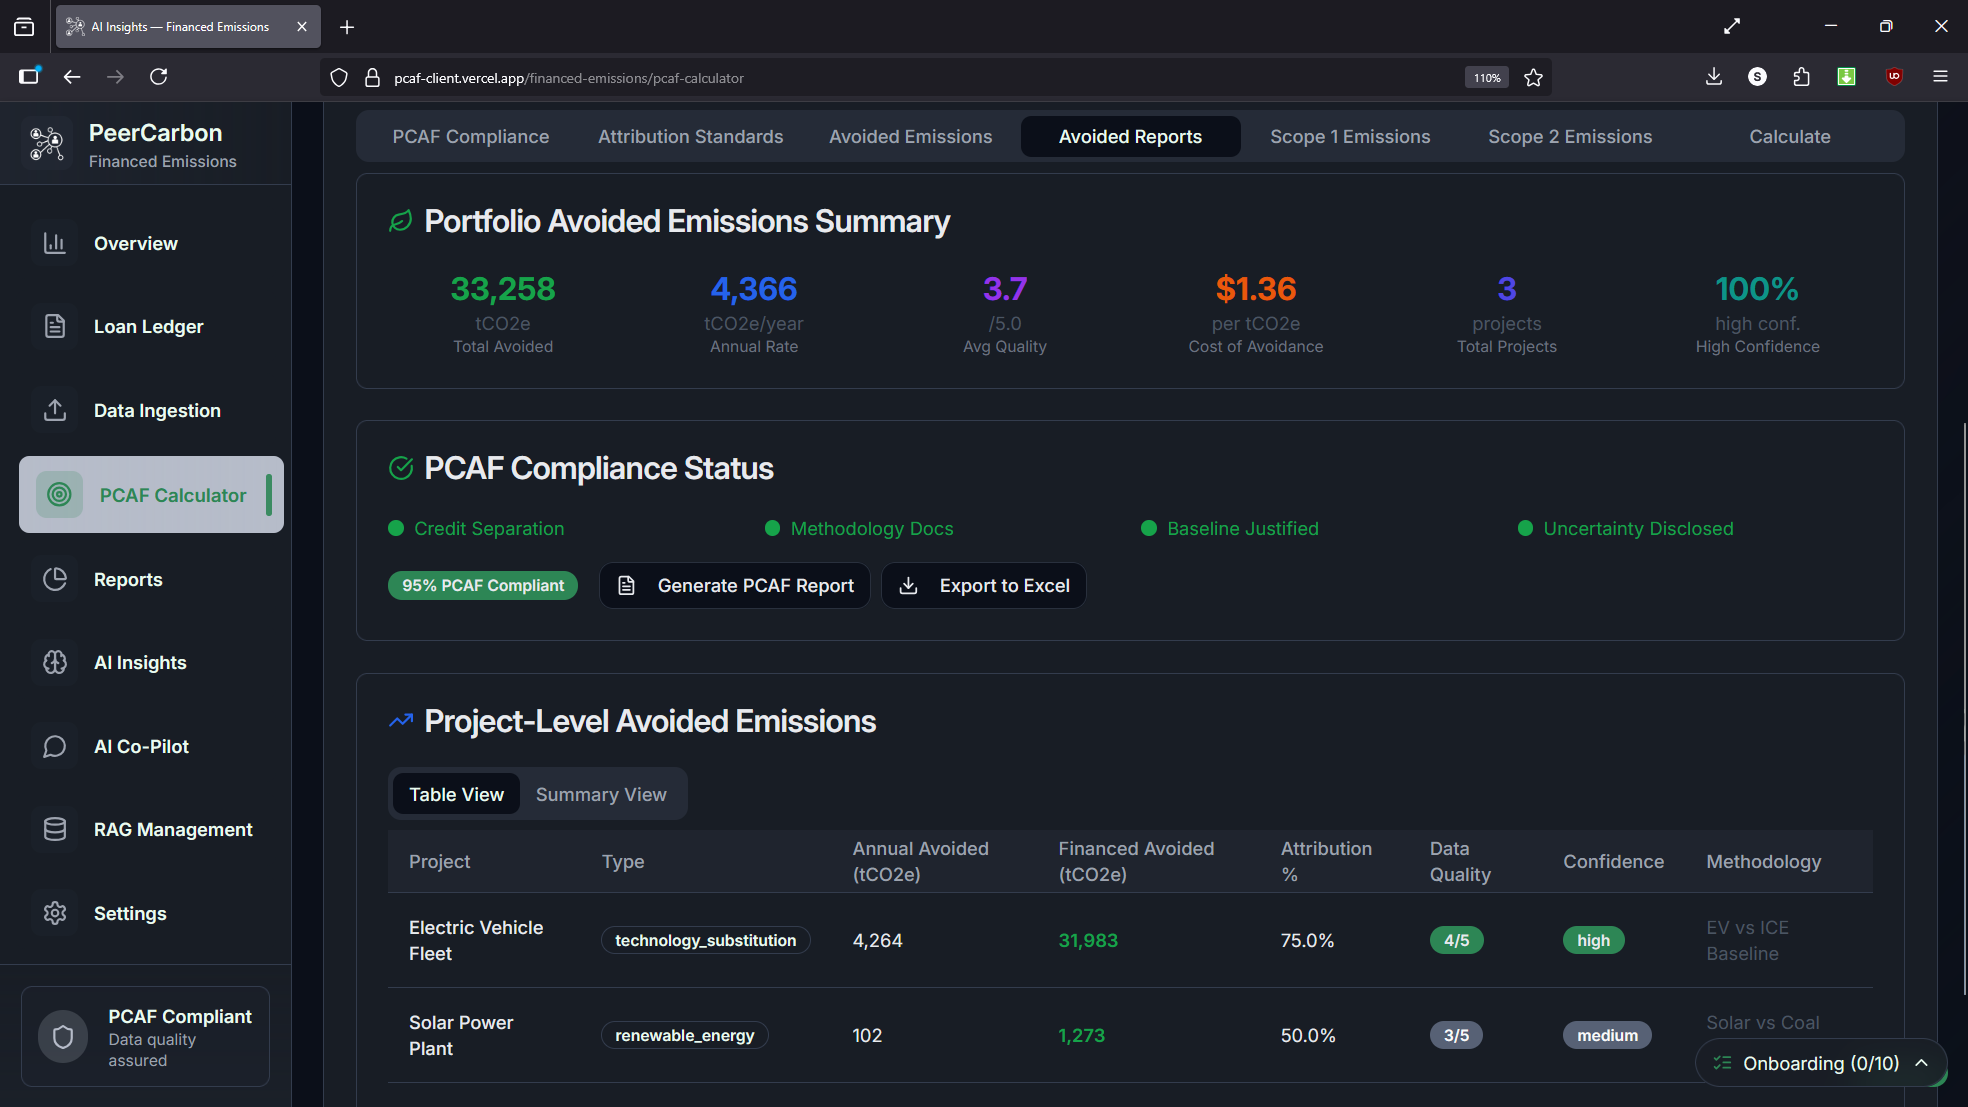 AI Insights — Financed Emissions
pcaf-client.vercel.app/financed-emissions/pcaf-calculator
110%
S
UD
PeerCarbon
Financed Emissions
Overview
Loan Ledger
Data Ingestion
PCAF Calculator
Reports
AI Insights
AI Co-Pilot
RAG Management
Settings
PCAF Compliant
Data quality
assured
PCAF Compliance
Attribution Standards
Avoided Emissions
Avoided Reports
Scope 1 Emissions
Scope 2 Emissions
Calculate
Portfolio Avoided Emissions Summary
33,258
tCO2e
Total Avoided
4,366
tCO2e/year
Annual Rate
3.7
/5.0
Avg Quality
$1.36
per tCO2e
Cost of Avoidance
3
projects
Total Projects
100%
high conf.
High Confidence
PCAF Compliance Status
Credit Separation
Methodology Docs
Baseline Justified
Uncertainty Disclosed
95% PCAF Compliant
Generate PCAF Report
Export to Excel
Project-Level Avoided Emissions
Table View
Summary View
Project
Type
Annual Avoided
(tCO2e)
Financed Avoided
(tCO2e)
Attribution
%
Data
Quality
Confidence
Methodology
Electric Vehicle
Fleet
technology_substitution
4,264
31,983
75.0%
4/5
high
EV vs ICE
Baseline
Solar Power
Plant
renewable_energy
102
1,273
50.0%
3/5
medium
Solar vs Coal
Onboarding (0/10)